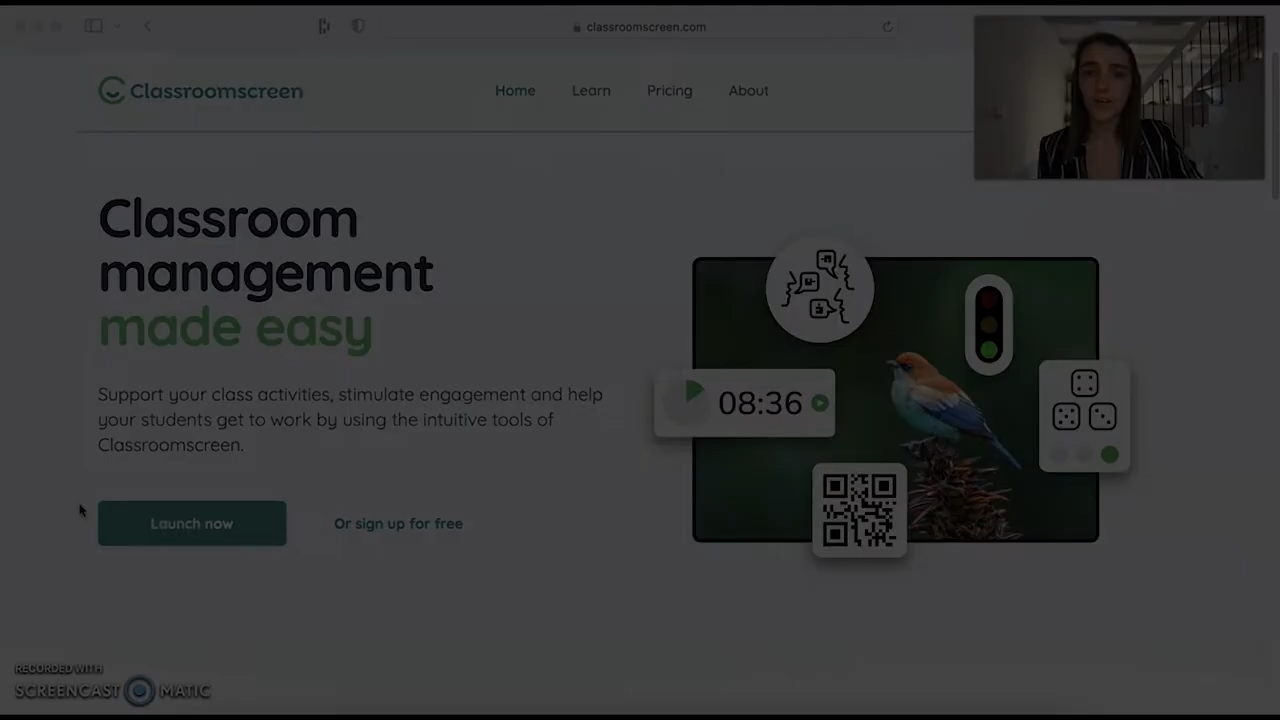 classroomscreen.com
Classroomscreen
Home Learn Pricing About
Classroom
management
made easy
Support your class activities, stimulate engagement and help
your students get to work by using the intuitive tools of
Classroomscreen.
08:36
Launch now Or sign up for free
RECORDED WITH
SCREENCAST MATIC